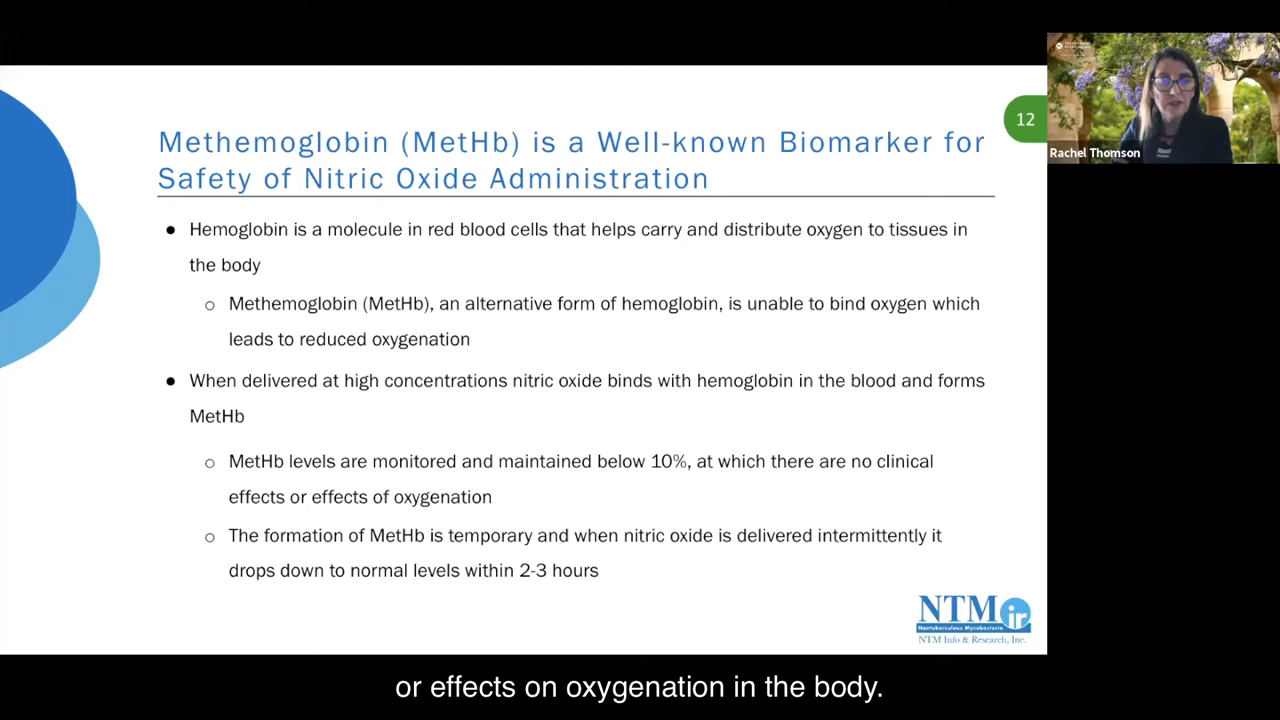 Methemoglobin (MetHb) is a Well-known Biomarker for
Safety of Nitric Oxide Administration
12
Rachel Thomson
● Hemoglobin is a molecule in red blood cells that helps carry and distribute oxygen to tissues in
the body
○ Methemoglobin (MetHb), an alternative form of hemoglobin, is unable to bind oxygen which
leads to reduced oxygenation
● When delivered at high concentrations nitric oxide binds with hemoglobin in the blood and forms
MetHb
○ MetHb levels are monitored and maintained below 10%, at which there are no clinical
effects or effects of oxygenation
○ The formation of MetHb is temporary and when nitric oxide is delivered intermittently it
drops down to normal levels within 2-3 hours
NTM ir
Nontuberculous Mycobacteria
NTM Info & Research, Inc.
or effects on oxygenation in the body.